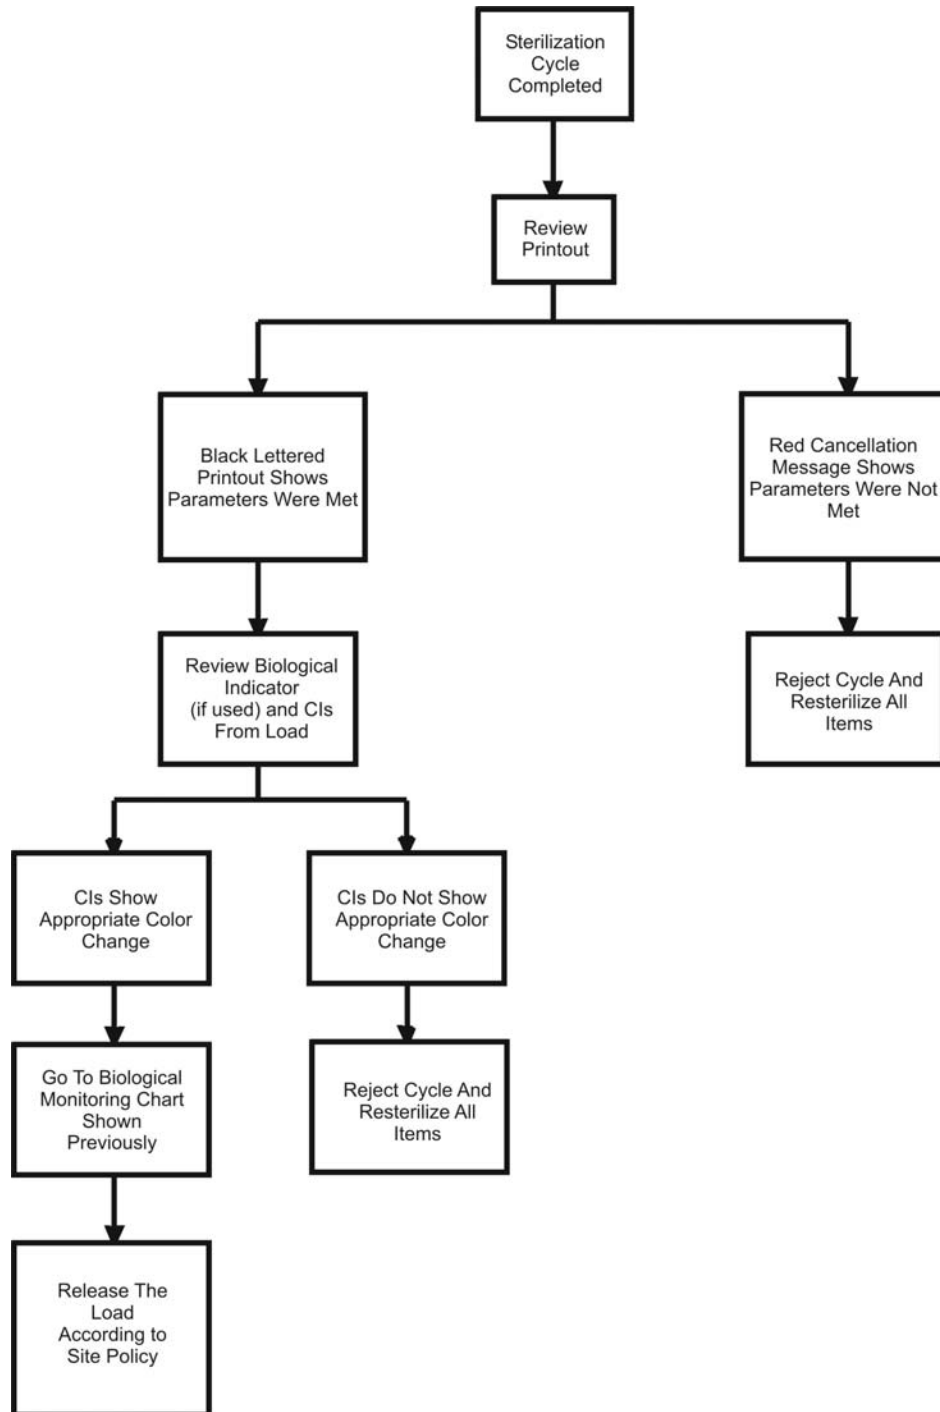 Sterilization
Cycle
Completed
Review
Printout
Black Lettered
Printout Shows
Parameters Were Met
Red Cancellation
Message Shows
Parameters Were Not
Met
Review Biological
Indicator
(if used) and CIs
From Load
Reject Cycle And
Resterilize All
Items
CIs Show
Appropriate Color
Change
CIs Do Not Show
Appropriate Color
Change
Go To Biological
Monitoring Chart
Shown
Previously
Reject Cycle And
Resterilize All
Items
Release The
Load
According to
Site Policy